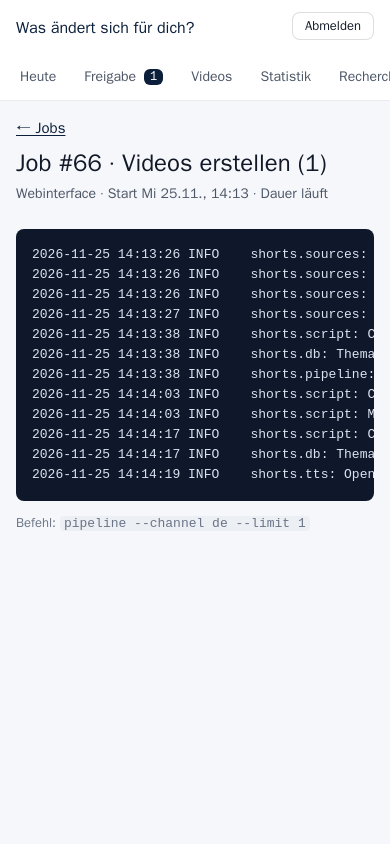 Was ändert sich für dich?
Abmelden
Heute Freigabe 1 Videos Statistik
← Jobs
Job #66 · Videos erstellen (1)
Webinterface · Start Mi 25.11., 14:13 · Dauer läuft
2026-11-25 14:13:26 INFO shorts.sources:
2026-11-25 14:13:26 INFO shorts.sources:
2026-11-25 14:13:26 INFO shorts.sources:
2026-11-25 14:13:27 INFO shorts.sources:
2026-11-25 14:13:38 INFO shorts.script:
2026-11-25 14:13:38 INFO shorts.db: Thema
2026-11-25 14:13:38 INFO shorts.pipeline:
2026-11-25 14:14:03 INFO shorts.script:
2026-11-25 14:14:03 INFO shorts.script:
2026-11-25 14:14:17 INFO shorts.script:
2026-11-25 14:14:17 INFO shorts.db: Thema
2026-11-25 14:14:19 INFO shorts.tts: Open
Befehl: pipeline --channel de --limit 1